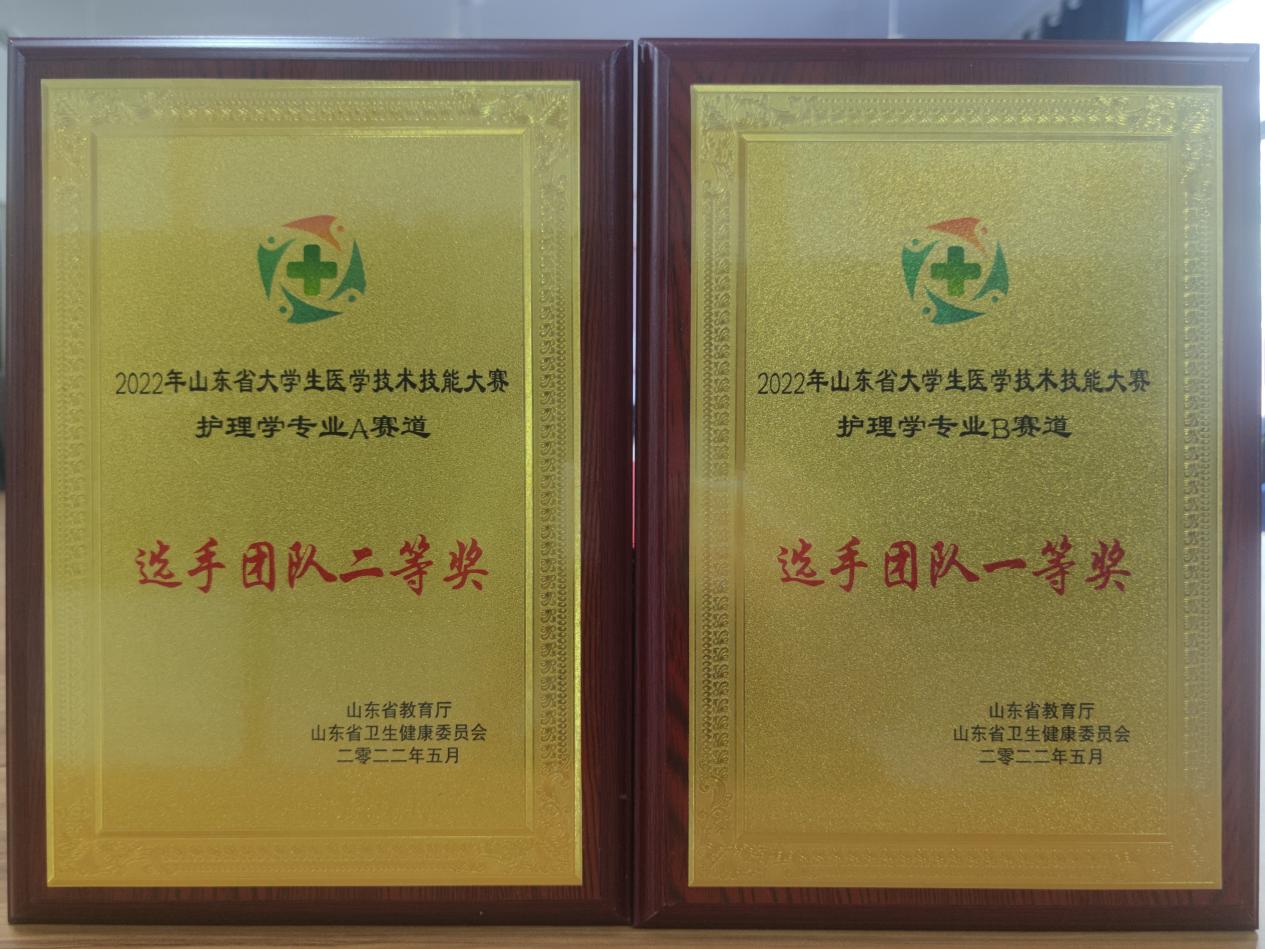 2022年山东省大学生医学技术技能大赛
护理学专业A赛道
选手团队二等奖
山东省教育厅
山东省卫生健康委员会
二零二二年五月
2022年山东省大学生医学技术技能大赛
护理学专业B赛道
选手团队一等奖
山东省教育厅
山东省卫生健康委员会
二零二二年五月